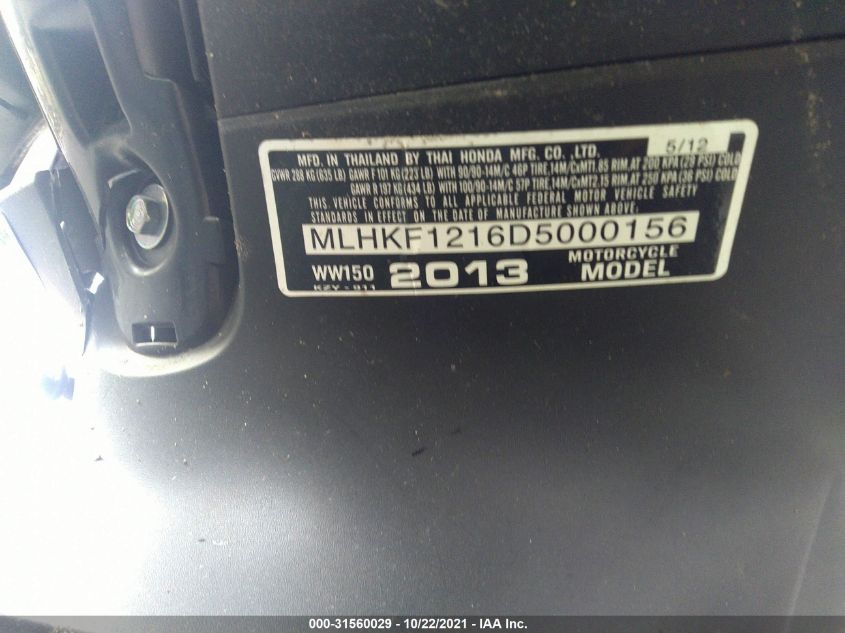 MFD. IN THAILAND BY THAI HONDA MFG. CO., LTD. 5/12
GVWR 288 KG (635 LB) GAWR F 101 KG (223 LB) WITH 90/90-14M/C 46P TIRE, 14M/C×MT1.85 RIM, AT 200 KPA (29 PSI) COLD
GAWR R 197 KG (434 LB) WITH 100/90-14M/C 57P TIRE, 14M/C×MT2.15 RIM, AT 250 KPA (36 PSI) COLD
THIS VEHICLE CONFORMS TO ALL APPLICABLE FEDERAL MOTOR VEHICLE SAFETY
STANDARDS IN EFFECT ON THE DATE OF MANUFACTURE SHOWN ABOVE.
MLHKF1216D5000156
WW150 2013 MOTORCYCLE MODEL
KZY - 911
000-31560029 - 10/22/2021 - IAA Inc.